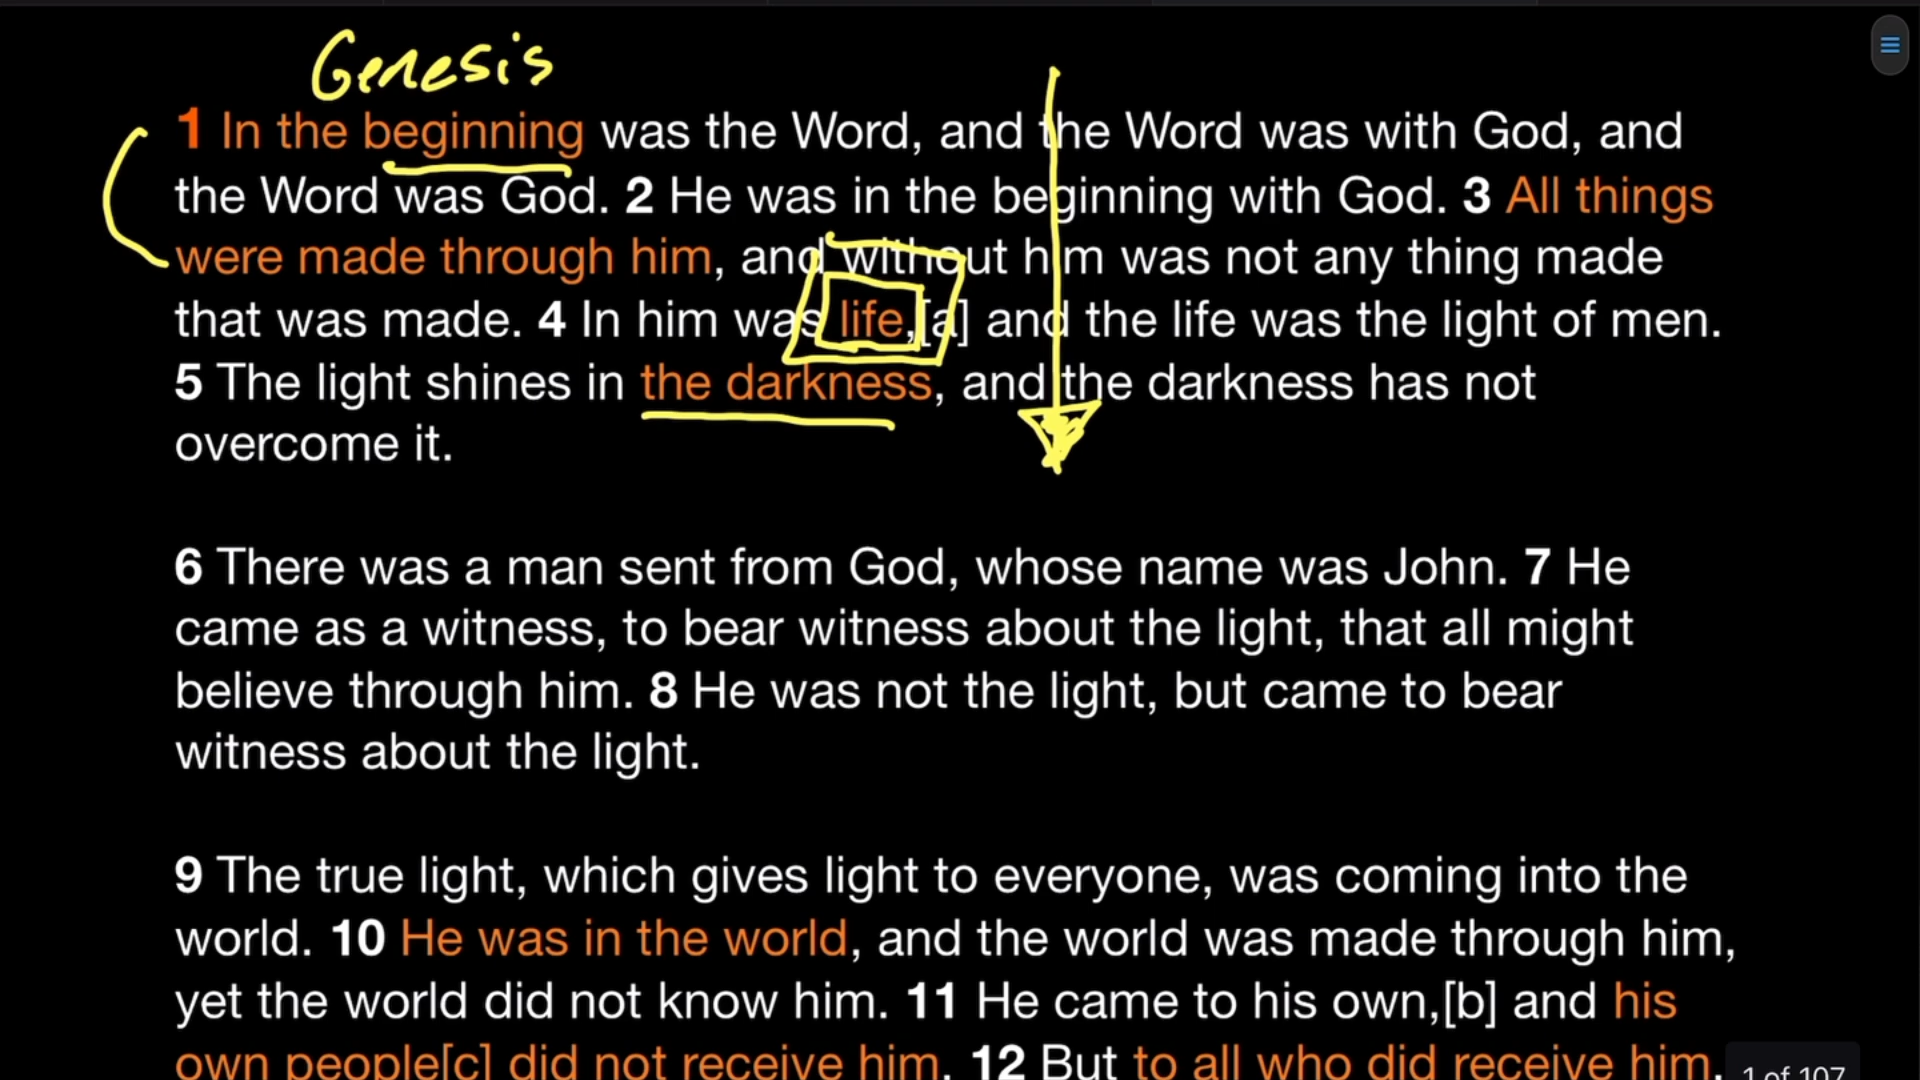 Genesis
1 In the beginning was the Word, and the Word was with God, and
the Word was God. 2 He was in the beginning with God. 3 All things
were made through him, and without him was not any thing made
that was made. 4 In him was life,[a] and the life was the light of men.
5 The light shines in the darkness, and the darkness has not
overcome it.
6 There was a man sent from God, whose name was John. 7 He
came as a witness, to bear witness about the light, that all might
believe through him. 8 He was not the light, but came to bear
witness about the light.
9 The true light, which gives light to everyone, was coming into the
world. 10 He was in the world, and the world was made through him,
yet the world did not know him. 11 He came to his own,[b] and his
own people[c] did not receive him. 12 But to all who did receive him,
1 of 107